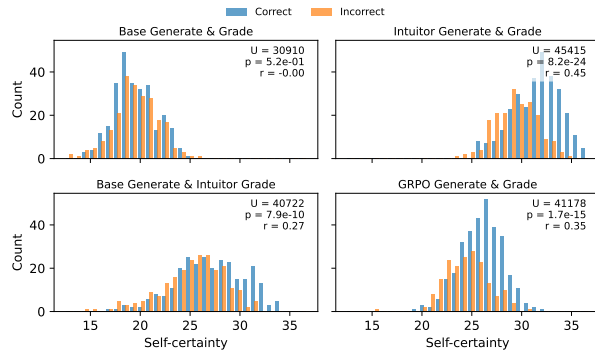 Correct Incorrect
Base Generate & Grade
U = 30910
p = 5.2e-01
r = -0.00
Count
40
20
0
Intuitor Generate & Grade
U = 45415
p = 8.2e-24
r = 0.45
Base Generate & Intuitor Grade
U = 40722
p = 7.9e-10
r = 0.27
Count
40
20
0
15 20 25 30 35
Self-certainty
GRPO Generate & Grade
U = 41178
p = 1.7e-15
r = 0.35
15 20 25 30 35
Self-certainty